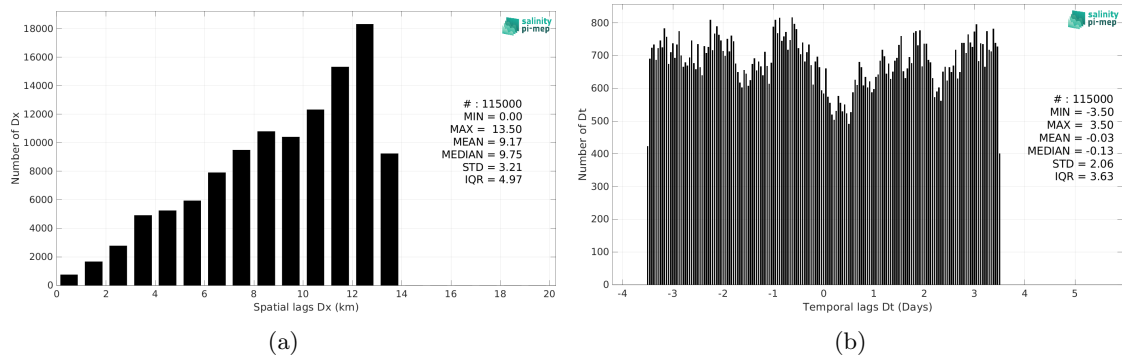 18000
16000
14000
12000
10000
8000
6000
4000
2000
0
Number of Dx
0 2 4 6 8 10 12 14 16 18 20
Spatial lags Dx (km)
salinity
pi-mep
# : 115000
MIN = 0.00
MAX = 13.50
MEAN = 9.17
MEDIAN = 9.75
STD = 3.21
IQR = 4.97
(a)
800
700
600
500
400
300
200
100
0
Number of Dt
-4 -3 -2 -1 0 1 2 3 4 5
Temporal lags Dt (Days)
salinity
pi-mep
# : 115000
MIN = -3.50
MAX = 3.50
MEAN = -0.03
MEDIAN = -0.13
STD = 2.06
IQR = 3.63
(b)